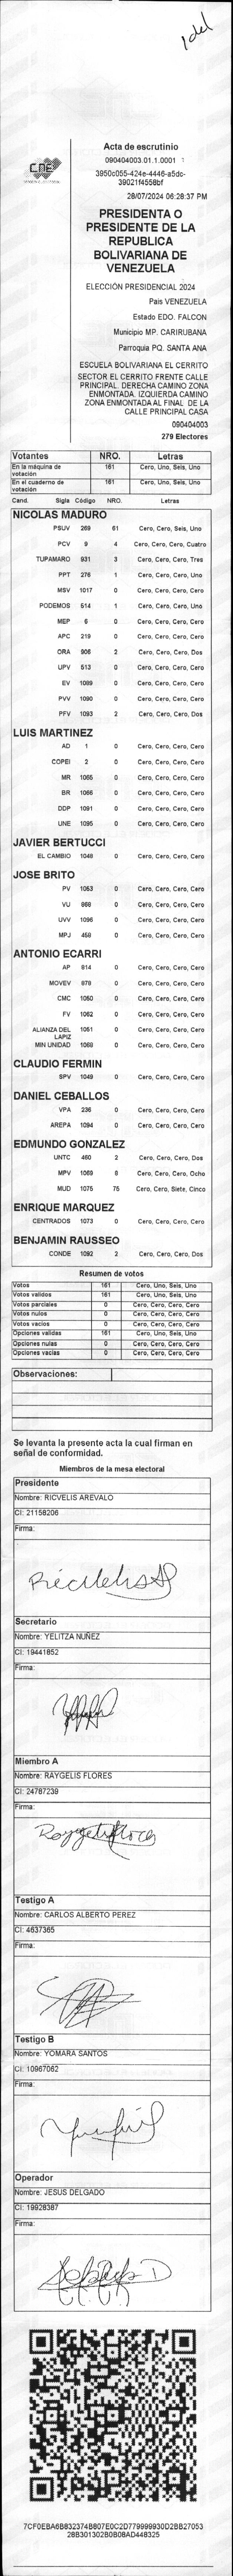 1 del
CNE
Acta de escrutinio
090404003.01.1.0001 1
3950c055-424e-4446-a5dc-
39021f4558bf
28/07/2024 06:28:37 PM
PRESIDENTA O
PRESIDENTE DE LA
REPUBLICA
BOLIVARIANA DE
VENEZUELA
ELECCIÓN PRESIDENCIAL 2024
Pais VENEZUELA
Estado EDO. FALCON
Municipio MP. CARIRUBANA
Parroquia PQ. SANTA ANA
ESCUELA BOLIVARIANA EL CERRITO
SECTOR EL CERRITO FRENTE CALLE
PRINCIPAL. DERECHA CAMINO ZONA
ENMONTADA. IZQUIERDA CAMINO
ZONA ENMONTADA AL FINAL DE LA
CALLE PRINCIPAL CASA
090404003
279 Electores
Votantes NRO. Letras
En la máquina de votación 161 Cero, Uno, Seis, Uno
En el cuaderno de votación 161 Cero, Uno, Seis, Uno
Cand. Sigla Código NRO. Letras
NICOLAS MADURO
PSUV 269 61 Cero, Cero, Seis, Uno
PCV 9 4 Cero, Cero, Cero, Cuatro
TUPAMARO 931 3 Cero, Cero, Cero, Tres
PPT 276 1 Cero, Cero, Cero, Uno
MSV 1017 0 Cero, Cero, Cero, Cero
PODEMOS 514 1 Cero, Cero, Cero, Uno
MEP 6 0 Cero, Cero, Cero, Cero
APC 219 0 Cero, Cero, Cero, Cero
ORA 906 2 Cero, Cero, Cero, Dos
UPV 513 0 Cero, Cero, Cero, Cero
EV 1089 0 Cero, Cero, Cero, Cero
PVV 1090 0 Cero, Cero, Cero, Cero
PFV 1093 2 Cero, Cero, Cero, Dos
LUIS MARTINEZ
AD 1 0 Cero, Cero, Cero, Cero
COPEI 2 0 Cero, Cero, Cero, Cero
MR 1065 0 Cero, Cero, Cero, Cero
BR 1066 0 Cero, Cero, Cero, Cero
DDP 1091 0 Cero, Cero, Cero, Cero
UNE 1095 0 Cero, Cero, Cero, Cero
JAVIER BERTUCCI
EL CAMBIO 1048 0 Cero, Cero, Cero, Cero
JOSE BRITO
PV 1053 0 Cero, Cero, Cero, Cero
VU 868 0 Cero, Cero, Cero, Cero
UVV 1096 0 Cero, Cero, Cero, Cero
MPJ 458 0 Cero, Cero, Cero, Cero
ANTONIO ECARRI
AP 814 0 Cero, Cero, Cero, Cero
MOVEV 878 0 Cero, Cero, Cero, Cero
CMC 1050 0 Cero, Cero, Cero, Cero
FV 1062 0 Cero, Cero, Cero, Cero
ALIANZA DEL LAPIZ 1051 0 Cero, Cero, Cero, Cero
MIN UNIDAD 1068 0 Cero, Cero, Cero, Cero
CLAUDIO FERMIN
SPV 1049 0 Cero, Cero, Cero, Cero
DANIEL CEBALLOS
VPA 236 0 Cero, Cero, Cero, Cero
AREPA 1094 0 Cero, Cero, Cero, Cero
EDMUNDO GONZALEZ
UNTC 460 2 Cero, Cero, Cero, Dos
MPV 1069 8 Cero, Cero, Cero, Ocho
MUD 1075 75 Cero, Cero, Siete, Cinco
ENRIQUE MARQUEZ
CENTRADOS 1073 0 Cero, Cero, Cero, Cero
BENJAMIN RAUSSEO
CONDE 1092 2 Cero, Cero, Cero, Dos
Resumen de votos
Votos 161 Cero, Uno, Seis, Uno
Votos validos 161 Cero, Uno, Seis, Uno
Votos parciales 0 Cero, Cero, Cero, Cero
Votos nulos 0 Cero, Cero, Cero, Cero
Votos vacios 0 Cero, Cero, Cero, Cero
Opciones validas 161 Cero, Uno, Seis, Uno
Opciones nulas 0 Cero, Cero, Cero, Cero
Opciones vacias 0 Cero, Cero, Cero, Cero
Observaciones:
Se levanta la presente acta la cual firman en
señal de conformidad.
Miembros de la mesa electoral
Presidente
Nombre: RICVELIS AREVALO
CI: 21158206
Firma:
Secretario
Nombre: YELITZA NUÑEZ
CI: 19441852
Firma:
Miembro A
Nombre: RAYGELIS FLORES
CI: 24787239
Firma:
Testigo A
Nombre: CARLOS ALBERTO PEREZ
CI: 4637365
Firma:
Testigo B
Nombre: YOMARA SANTOS
CI: 10967062
Firma:
Operador
Nombre: JESUS DELGADO
CI: 19928387
Firma:
7CF0EBA6B832374B807E0C2D779999930D2BB27053
28B301302B0B08AD448325